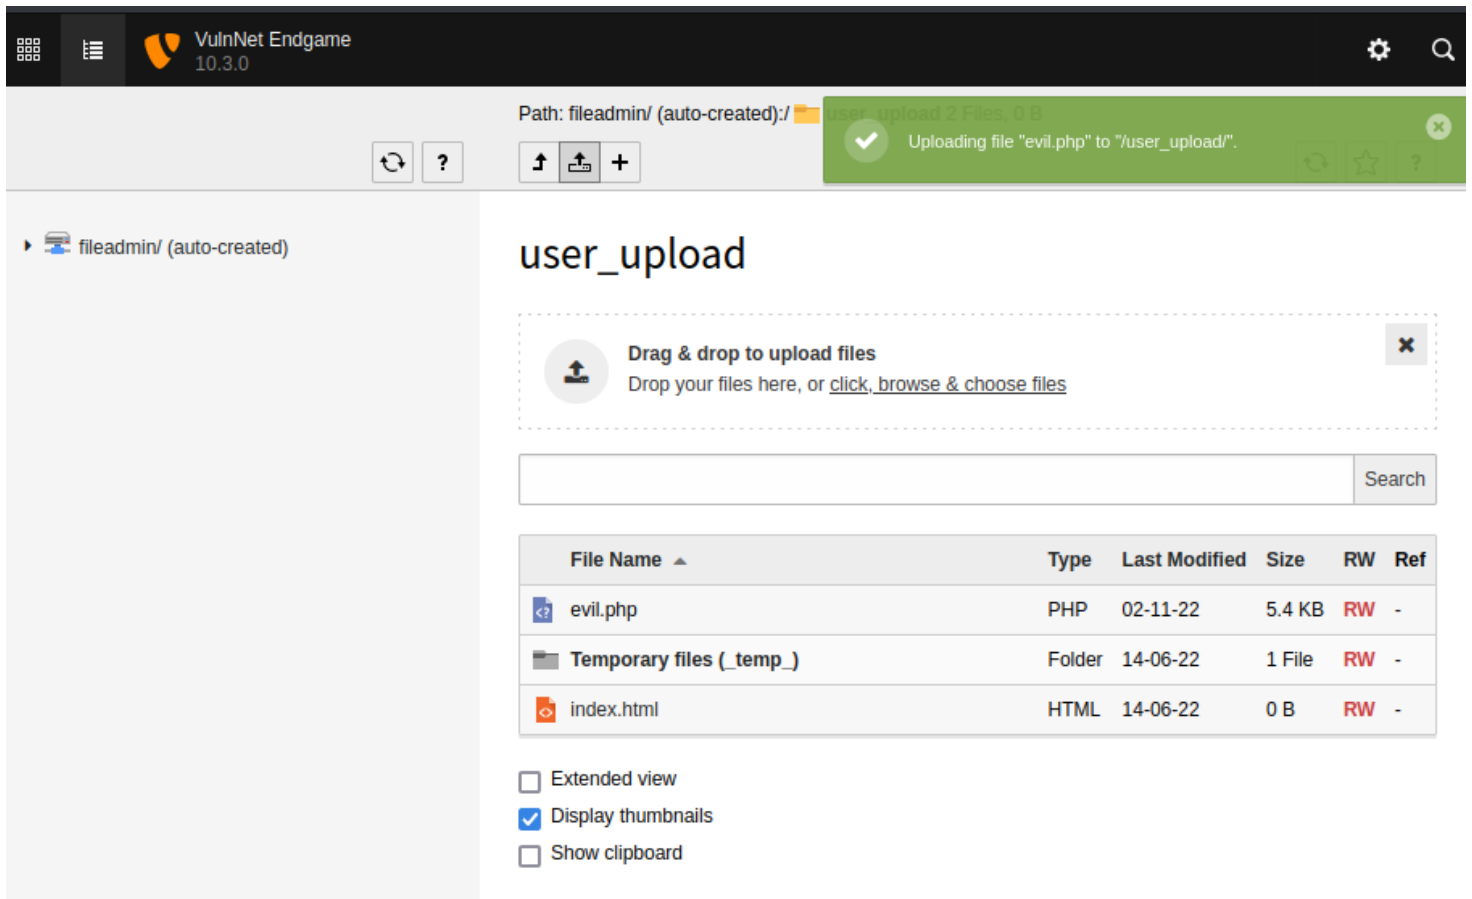 VulnNet Endgame
10.3.0
Path: fileadmin/ (auto-created):/ user_upload 2 Files, 0 B
Uploading file "evil.php" to "/user_upload/".
?
?
fileadmin/ (auto-created)
user_upload
Drag & drop to upload files
Drop your files here, or click, browse & choose files
Search
File Name Type Last Modified Size RW Ref
evil.php PHP 02-11-22 5.4 KB RW -
Temporary files (_temp_) Folder 14-06-22 1 File RW -
index.html HTML 14-06-22 0 B RW -
Extended view
Display thumbnails
Show clipboard